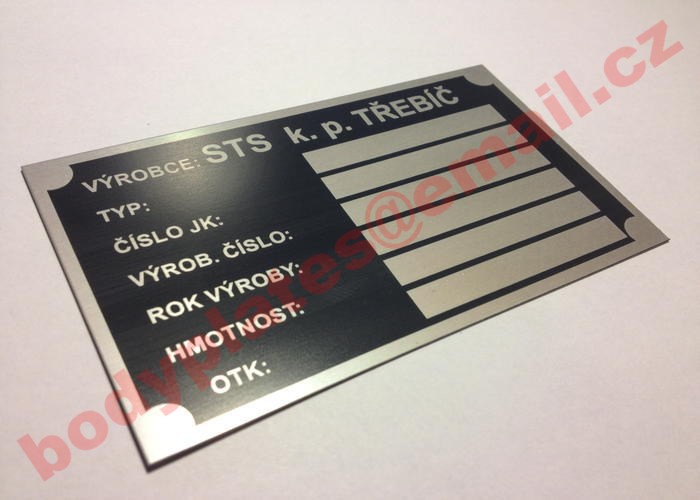 VÝROBCE: STS k. p. TŘEBÍČ
TYP:
ČÍSLO JK:
VÝROB. ČÍSLO:
ROK VÝROBY:
HMOTNOST:
OTK:
bodyplates@email.cz